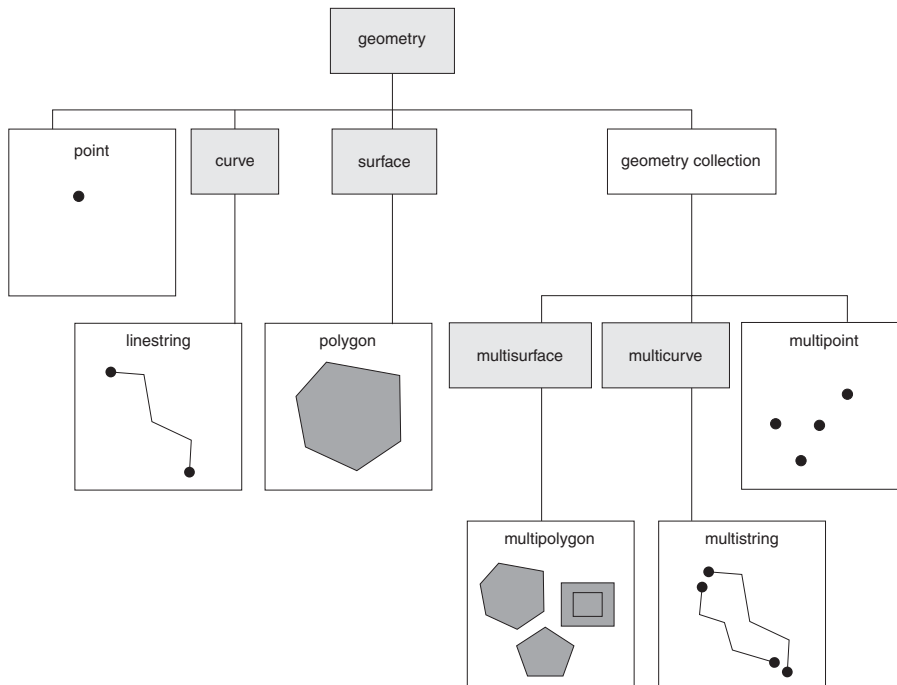 geometry
point
curve
surface
geometry collection
linestring
polygon
multisurface
multicurve
multipoint
multipolygon
multistring